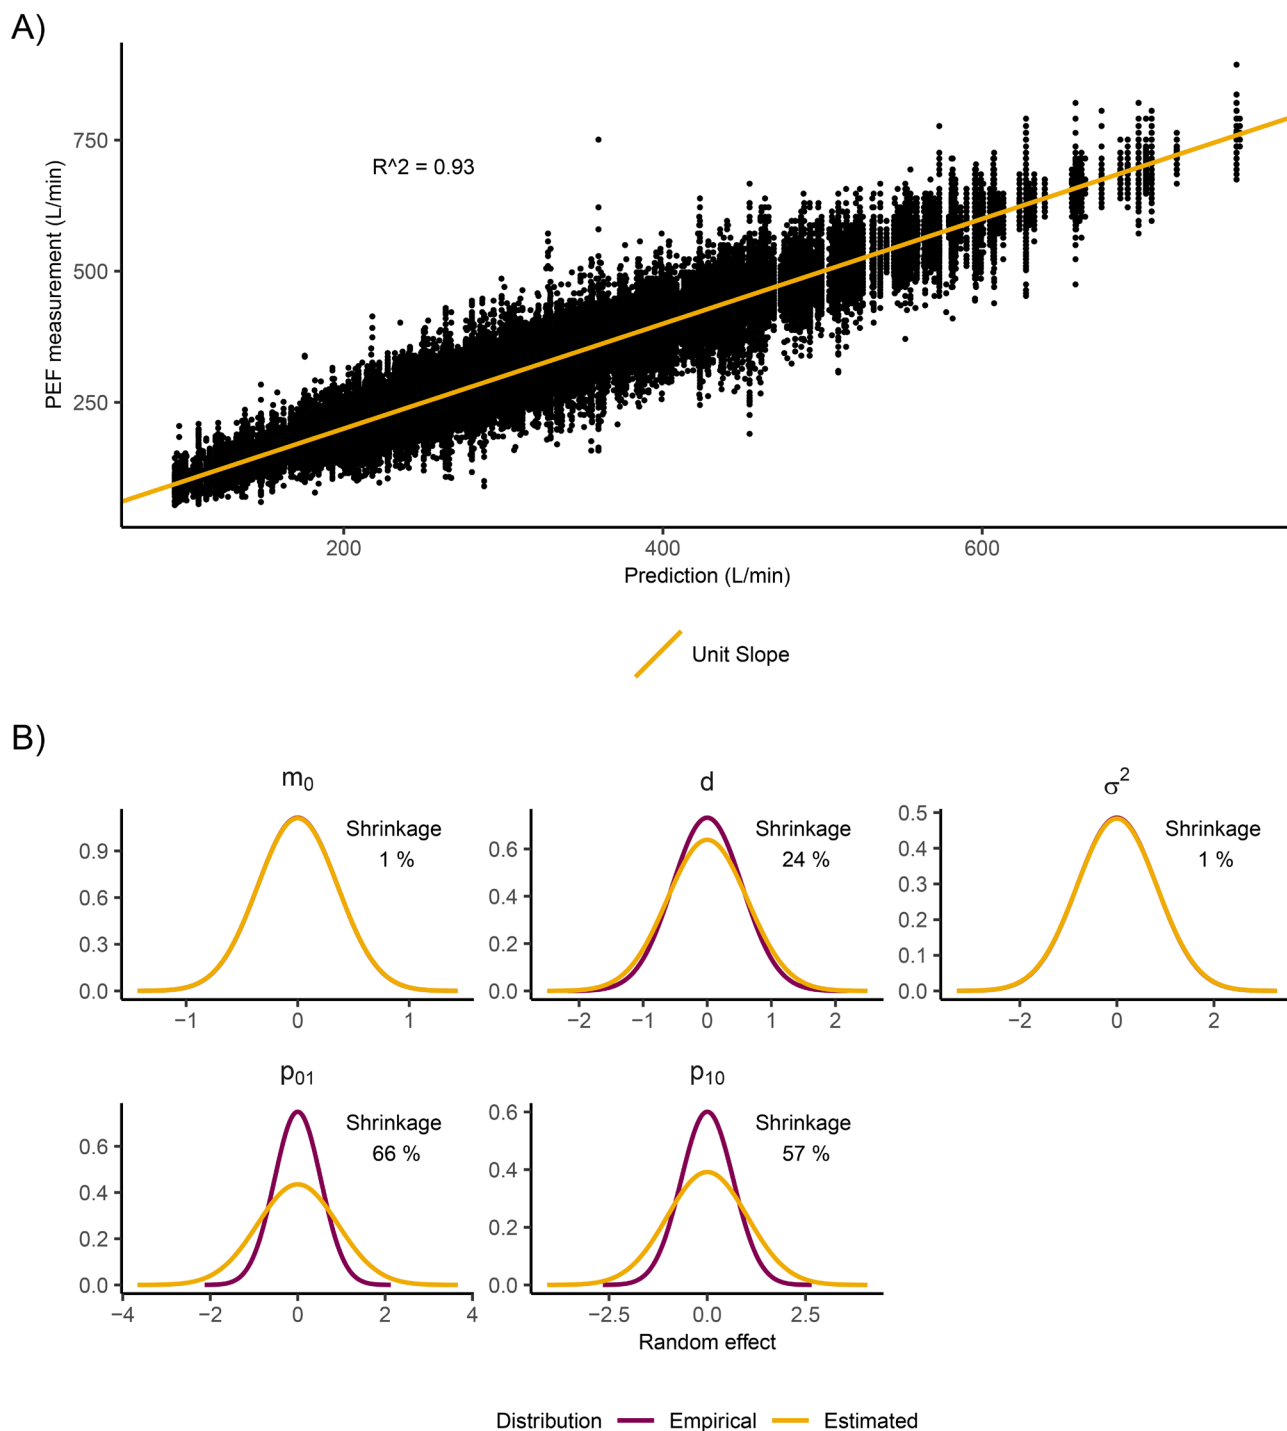 A)
PEF measurement (L/min)
750
500
250
R^2 = 0.93
200 400 600
Prediction (L/min)
Unit Slope
B)
m0 d σ2
Shrinkage
1 %
0.9
0.6
0.3
0.0
−1 0 1
Shrinkage
24 %
0.6
0.4
0.2
0.0
−2 −1 0 1 2
Shrinkage
1 %
0.5
0.4
0.3
0.2
0.1
0.0
−2 0 2
p01 p10
Shrinkage
66 %
0.6
0.4
0.2
0.0
−4 −2 0 2 4
Shrinkage
57 %
0.6
0.4
0.2
0.0
−2.5 0.0 2.5
Random effect
Distribution Empirical Estimated